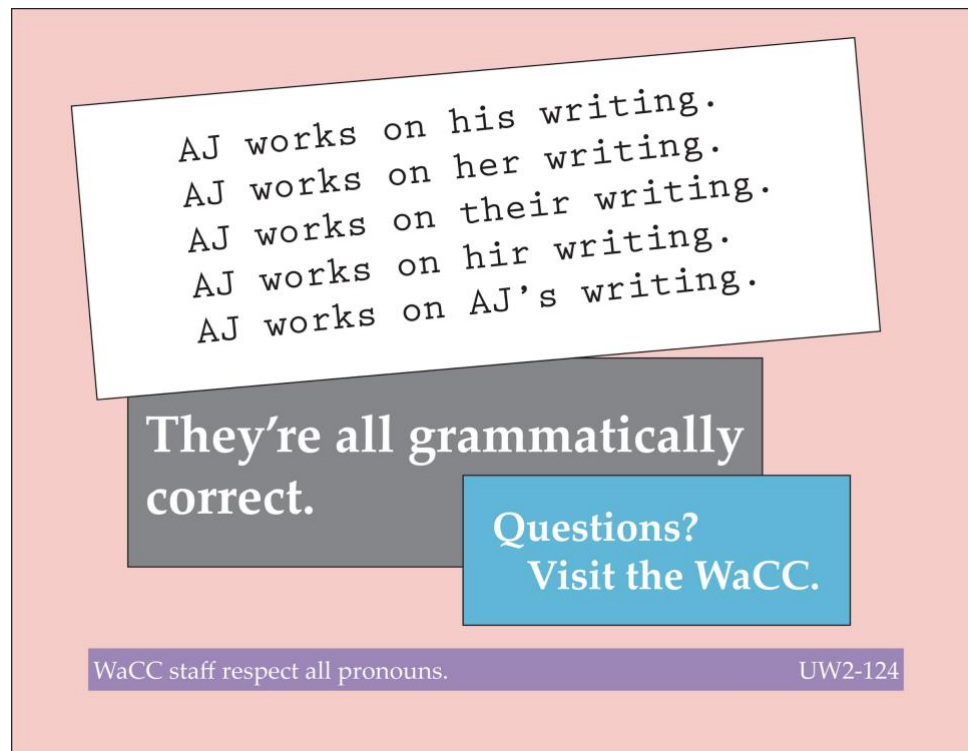 AJ works on his writing.
AJ works on her writing.
AJ works on their writing.
AJ works on hir writing.
AJ works on AJ’s writing.
They’re all grammatically
correct.
Questions?
Visit the WaCC.
WaCC staff respect all pronouns.
UW2-124